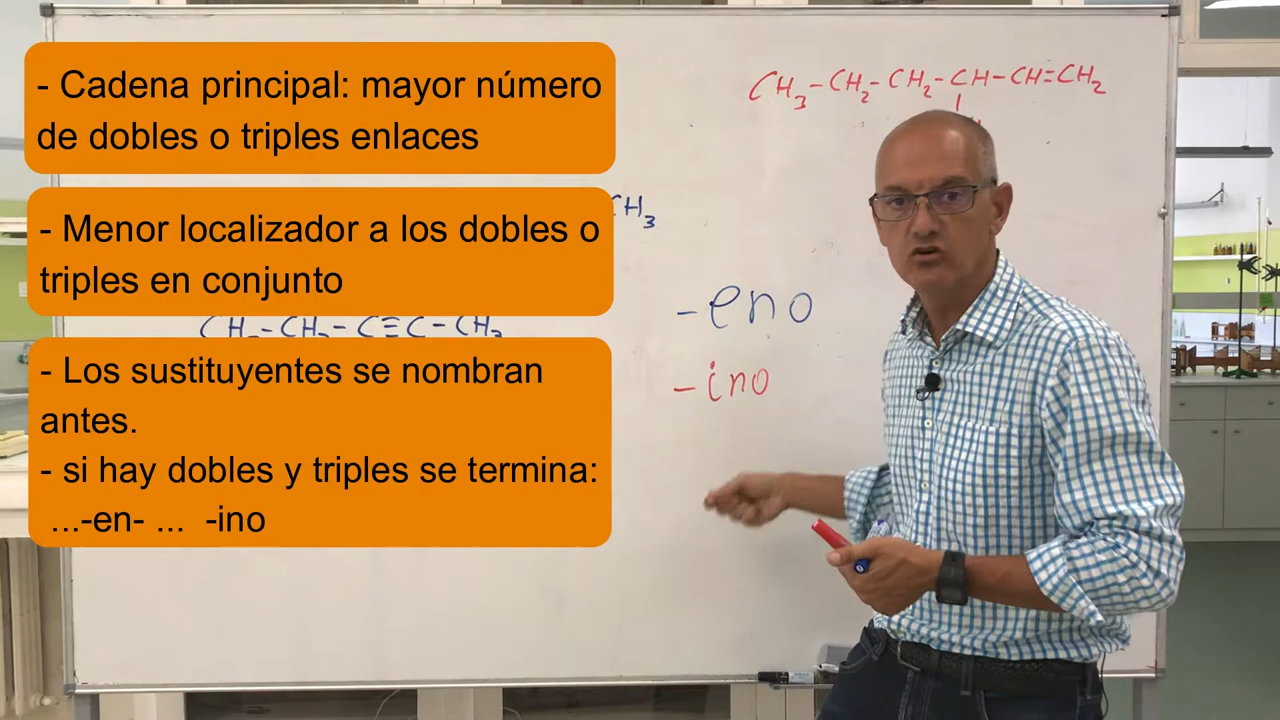 - Cadena principal: mayor número
de dobles o triples enlaces
CH3-CH2-CH2-CH-CH=CH2
- Menor localizador a los dobles o
triples en conjunto
CH3
-eno
-ino
- Los sustituyentes se nombran
antes.
- si hay dobles y triples se termina:
...-en- ... -ino